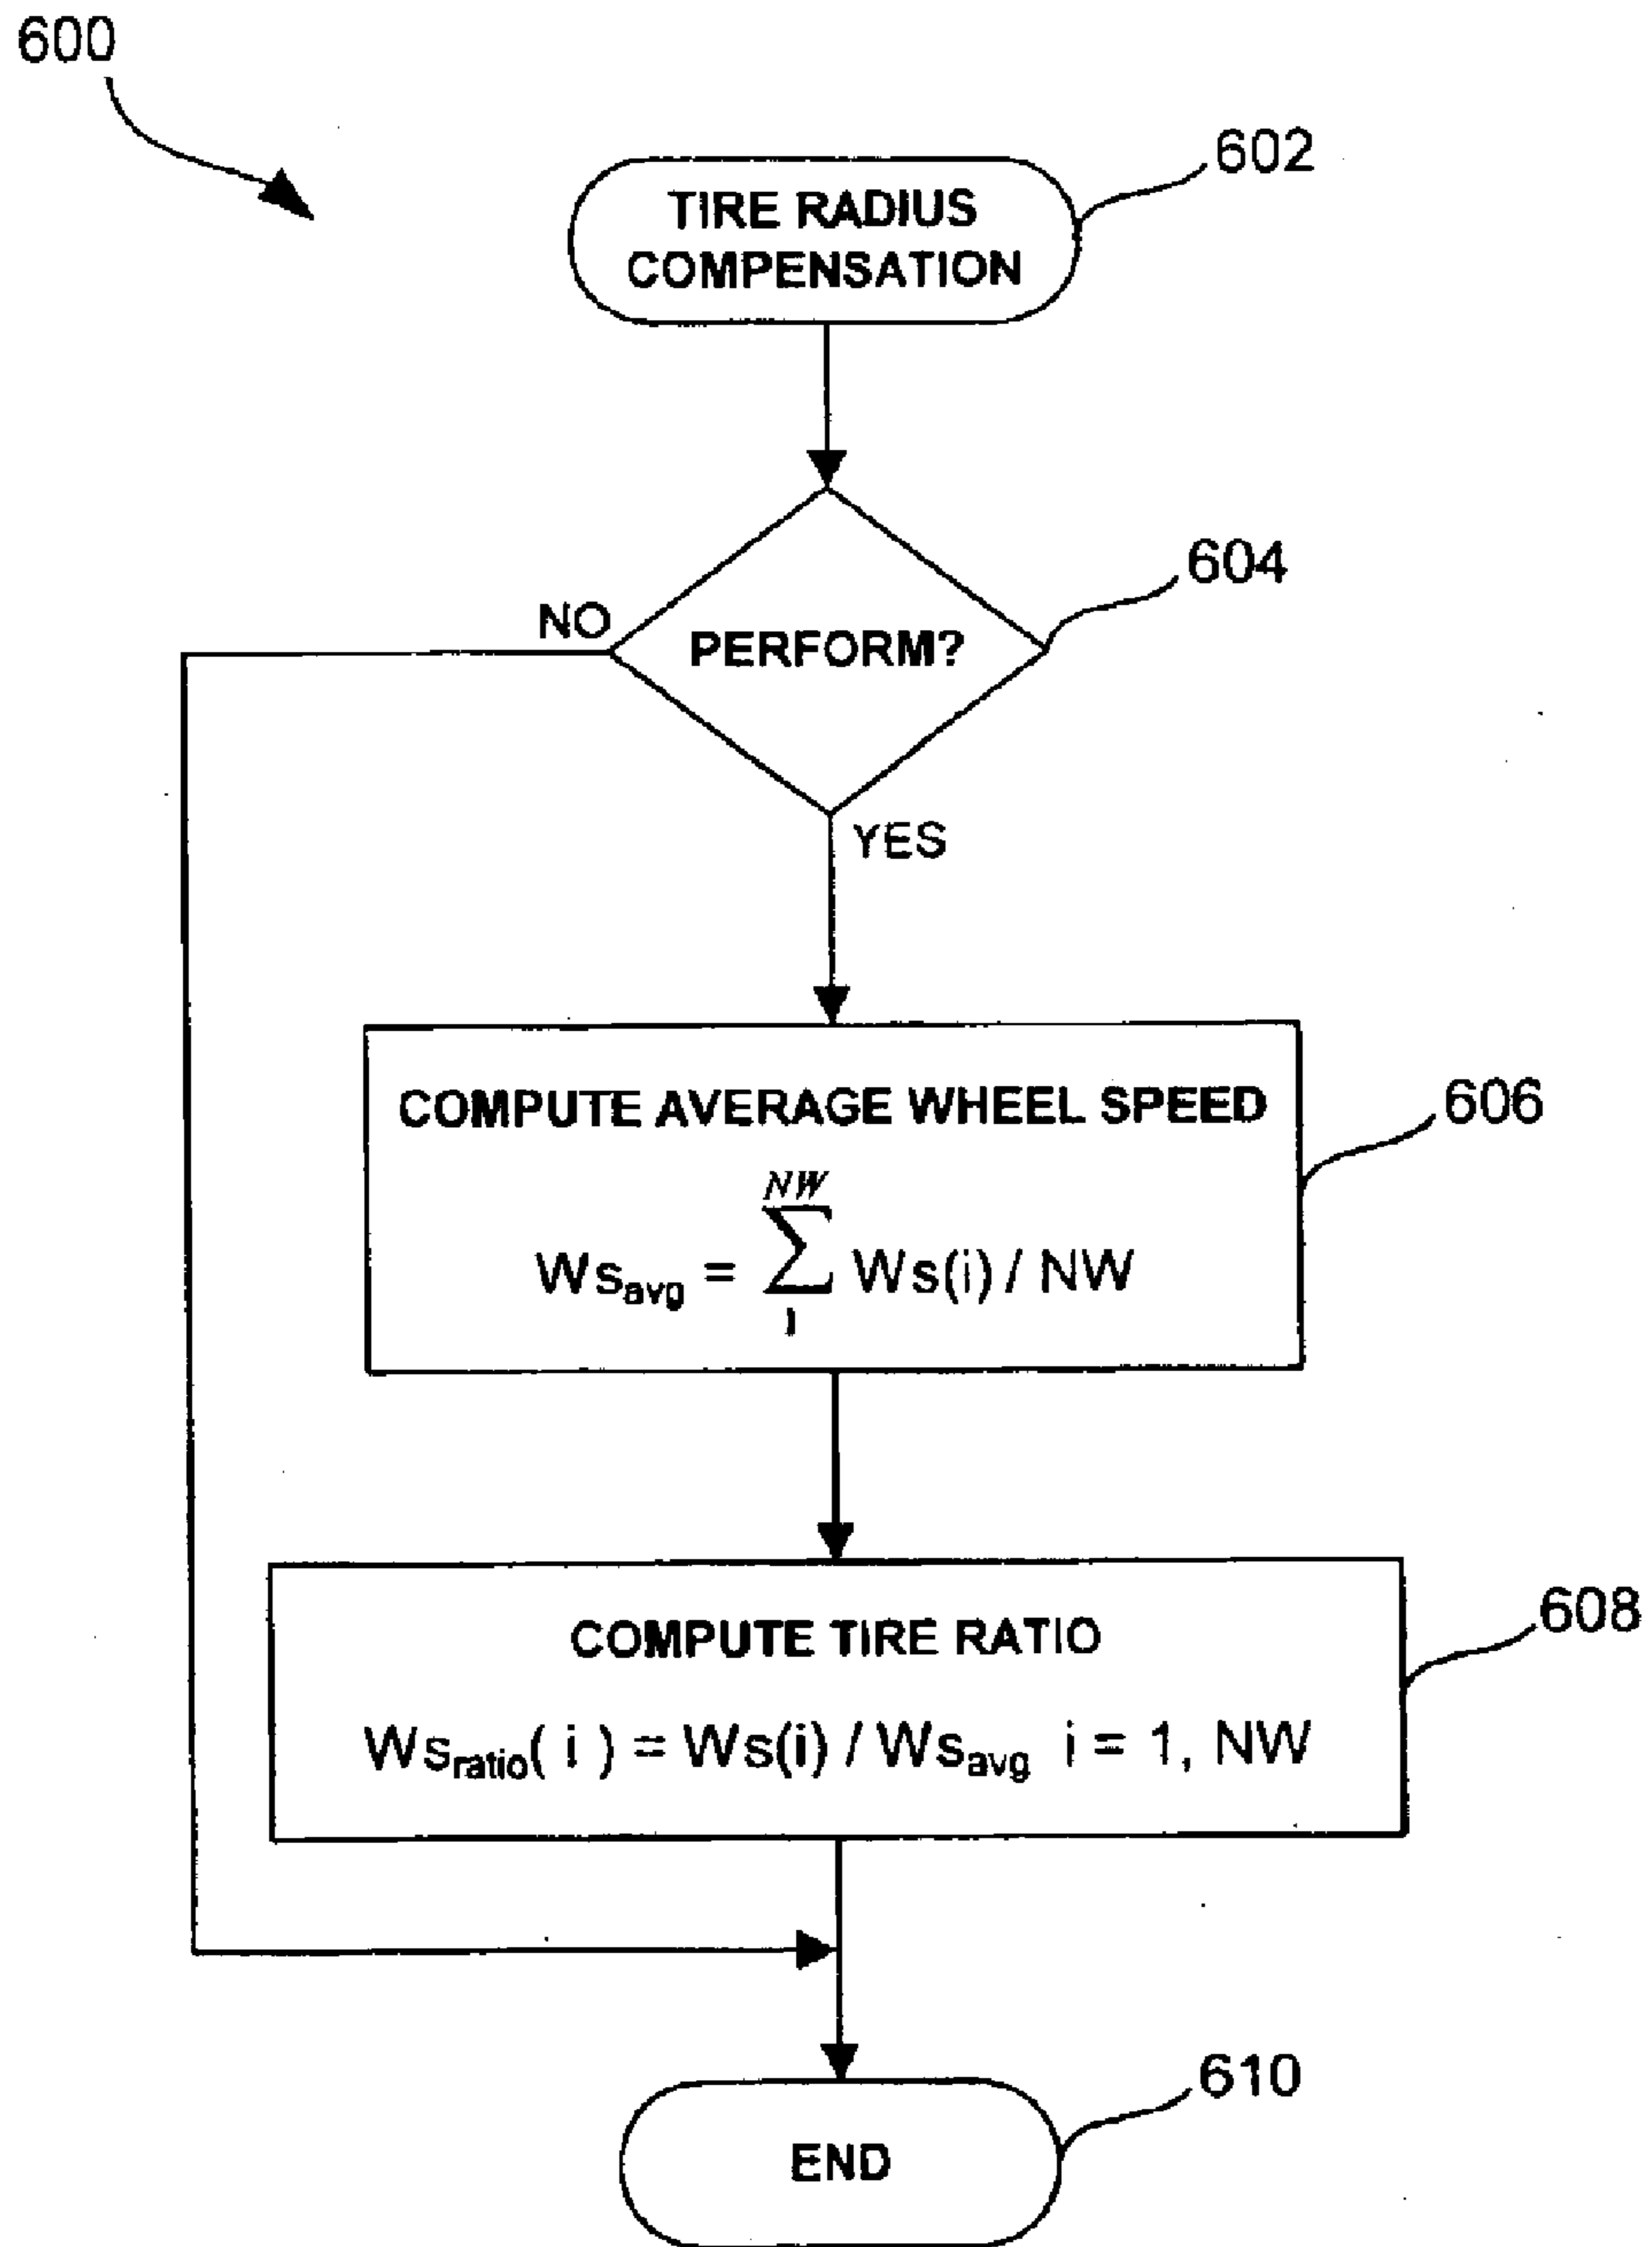 600
602
TIRE RADIUS
COMPENSATION
604
NO
PERFORM?
YES
606
COMPUTE AVERAGE WHEEL SPEED
NW
Wsavg = ∑ Ws(i) / NW
1
608
COMPUTE TIRE RATIO
Wsratio( i ) = Ws(i) / Wsavg i = 1, NW
610
END